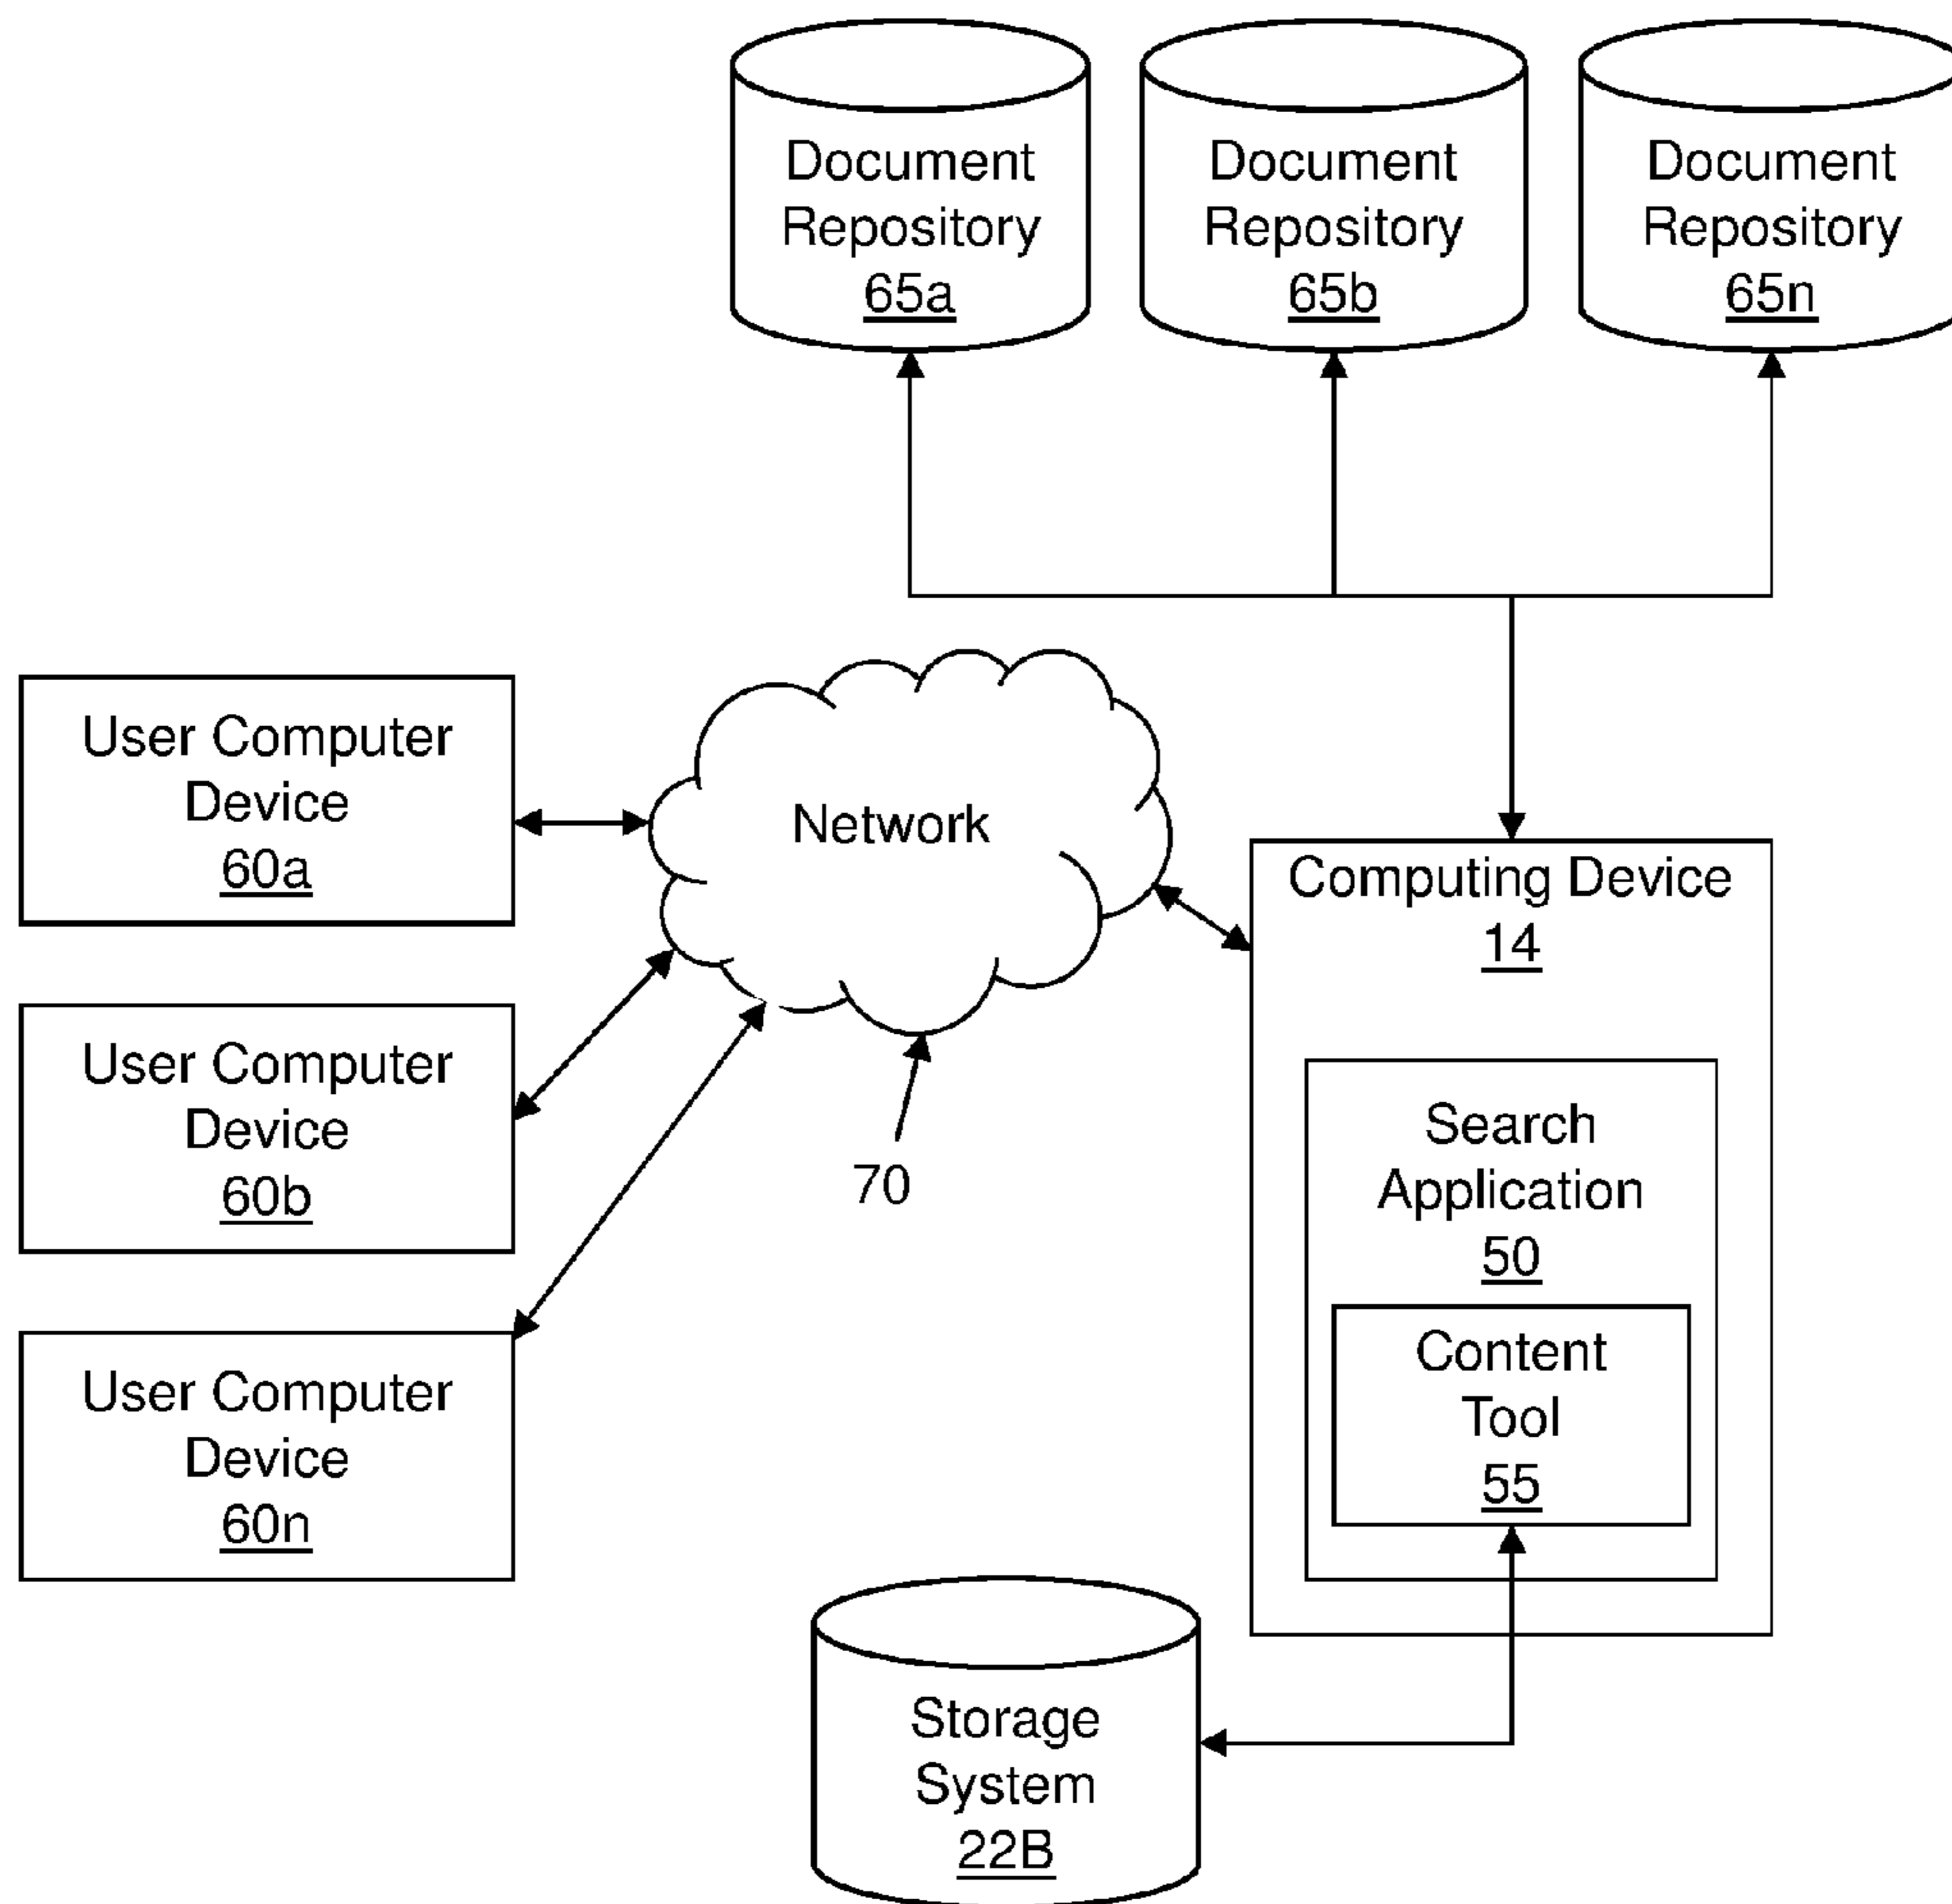 Document
Repository
65a
Document
Repository
65b
Document
Repository
65n
User Computer
Device
60a
Network
Computing Device
14
User Computer
Device
60b
70
Search
Application
50
User Computer
Device
60n
Content
Tool
55
Storage
System
22B